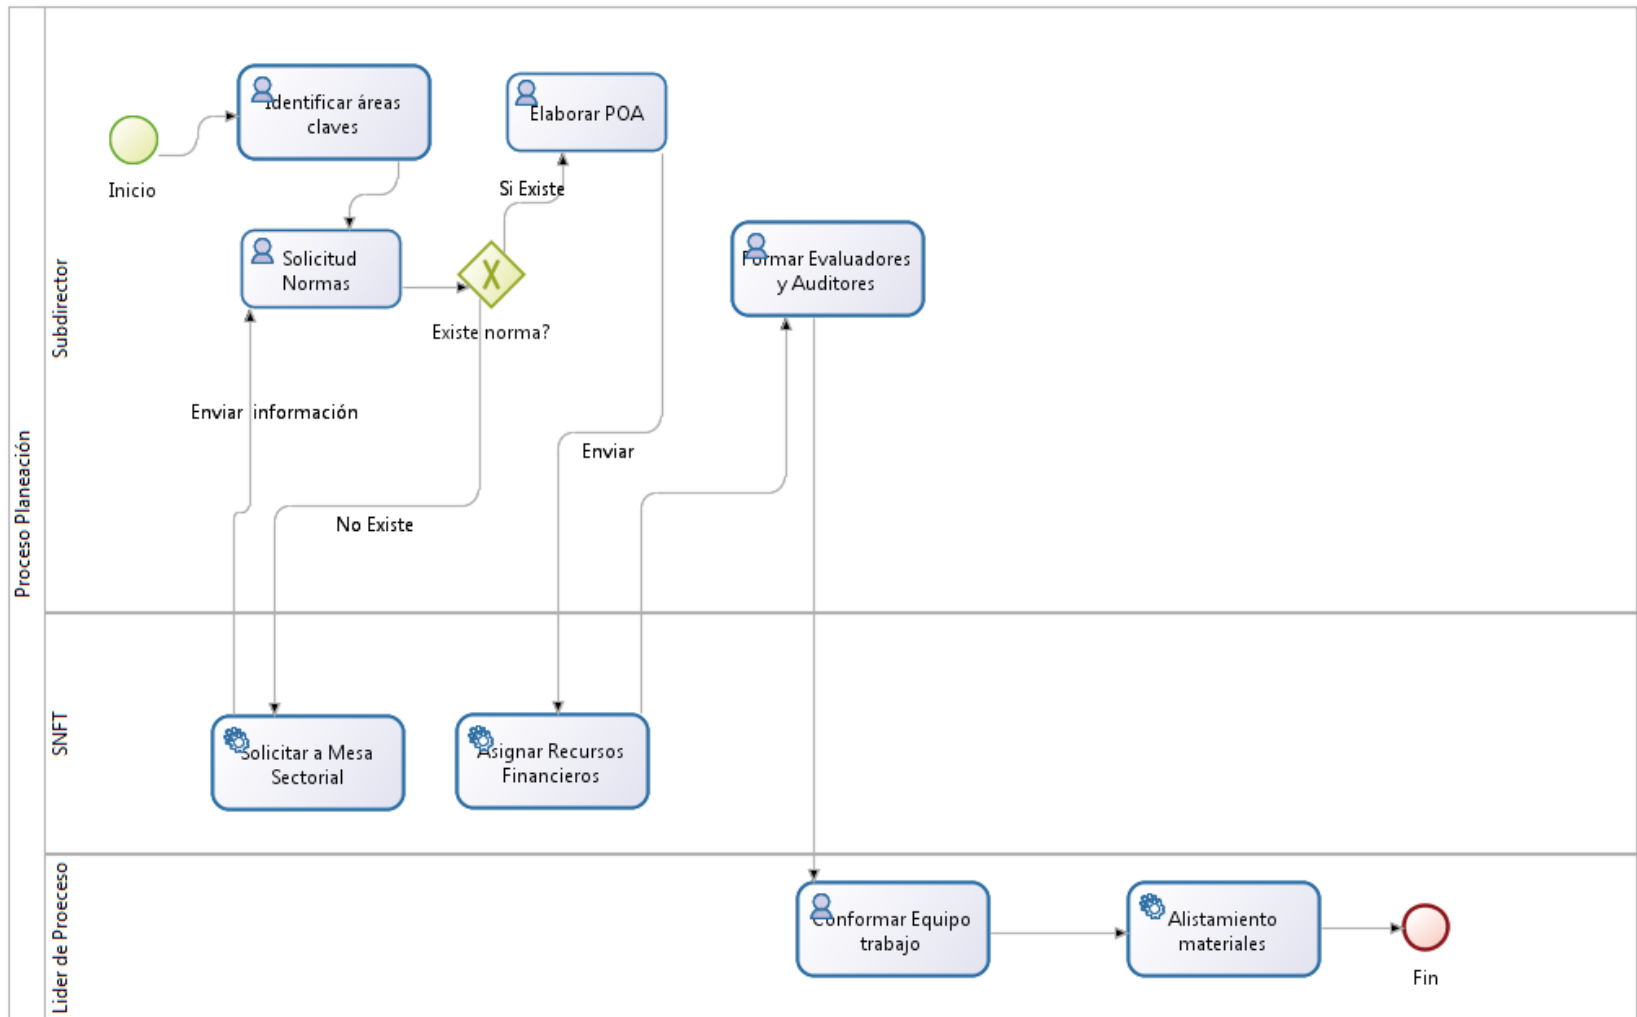 Proceso Planeación
Subdirector
Inicio
Identificar áreas
claves
Elaborar POA
Si Existe
Solicitud
Normas
Existe norma?
Formar Evaluadores
y Auditores
Enviar información
Enviar
No Existe
SNFT
Solicitar a Mesa
Sectorial
Asignar Recursos
Financieros
Lider de Proeceso
Conformar Equipo
trabajo
Alistamiento
materiales
Fin